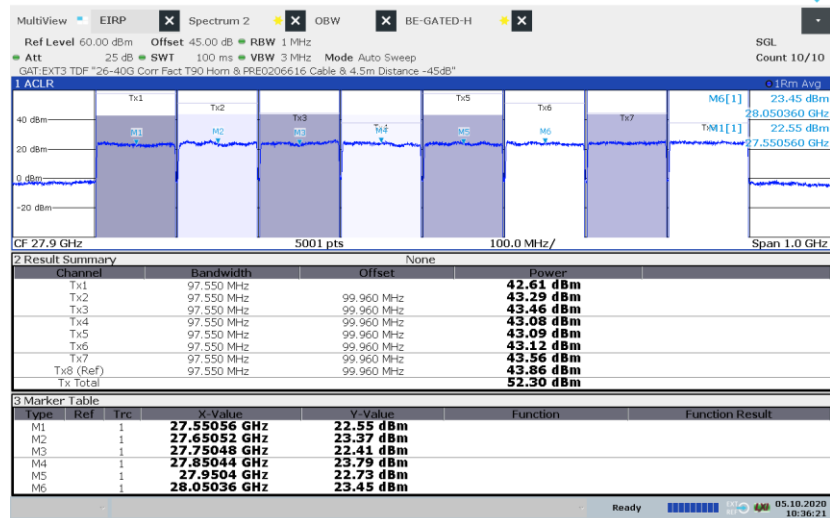 MultiView EIRP X Spectrum 2 X OBW X BE-GATED-H X
Ref Level 60.00 dBm Offset 45.00 dB RBW 1 MHz SGL
Att 25 dB SWT 100 ms VBW 3 MHz Mode Auto Sweep Count 10/10
GAT:EXT3 TDF "26-40G Corr Fact T90 Horn & PRE0206616 Cable & 4.5m Distance -45dB"
1 ACLR 1Rm Avg
Tx1 Tx2 Tx3 Tx5 Tx6 Tx7
M6[1] 23.45 dBm
28.050360 GHz
M1[1] 22.55 dBm
27.550560 GHz
40 dBm
M1 M2 M3 M4 M5 M6
20 dBm
0 dBm
-20 dBm
CF 27.9 GHz 5001 pts 100.0 MHz/ Span 1.0 GHz
2 Result Summary None
Channel Bandwidth Offset Power
Tx1 97.550 MHz 42.61 dBm
Tx2 97.550 MHz 99.960 MHz 43.29 dBm
Tx3 97.550 MHz 99.960 MHz 43.46 dBm
Tx4 97.550 MHz 99.960 MHz 43.08 dBm
Tx5 97.550 MHz 99.960 MHz 43.09 dBm
Tx6 97.550 MHz 99.960 MHz 43.12 dBm
Tx7 97.550 MHz 99.960 MHz 43.56 dBm
Tx8 (Ref) 97.550 MHz 99.960 MHz 43.86 dBm
Tx Total 52.30 dBm
3 Marker Table
Type Ref Trc X-Value Y-Value Function Function Result
M1 1 27.55056 GHz 22.55 dBm
M2 1 27.65052 GHz 23.37 dBm
M3 1 27.75048 GHz 22.41 dBm
M4 1 27.85044 GHz 23.79 dBm
M5 1 27.9504 GHz 22.73 dBm
M6 1 28.05036 GHz 23.45 dBm
Ready 05.10.2020
10:36:21